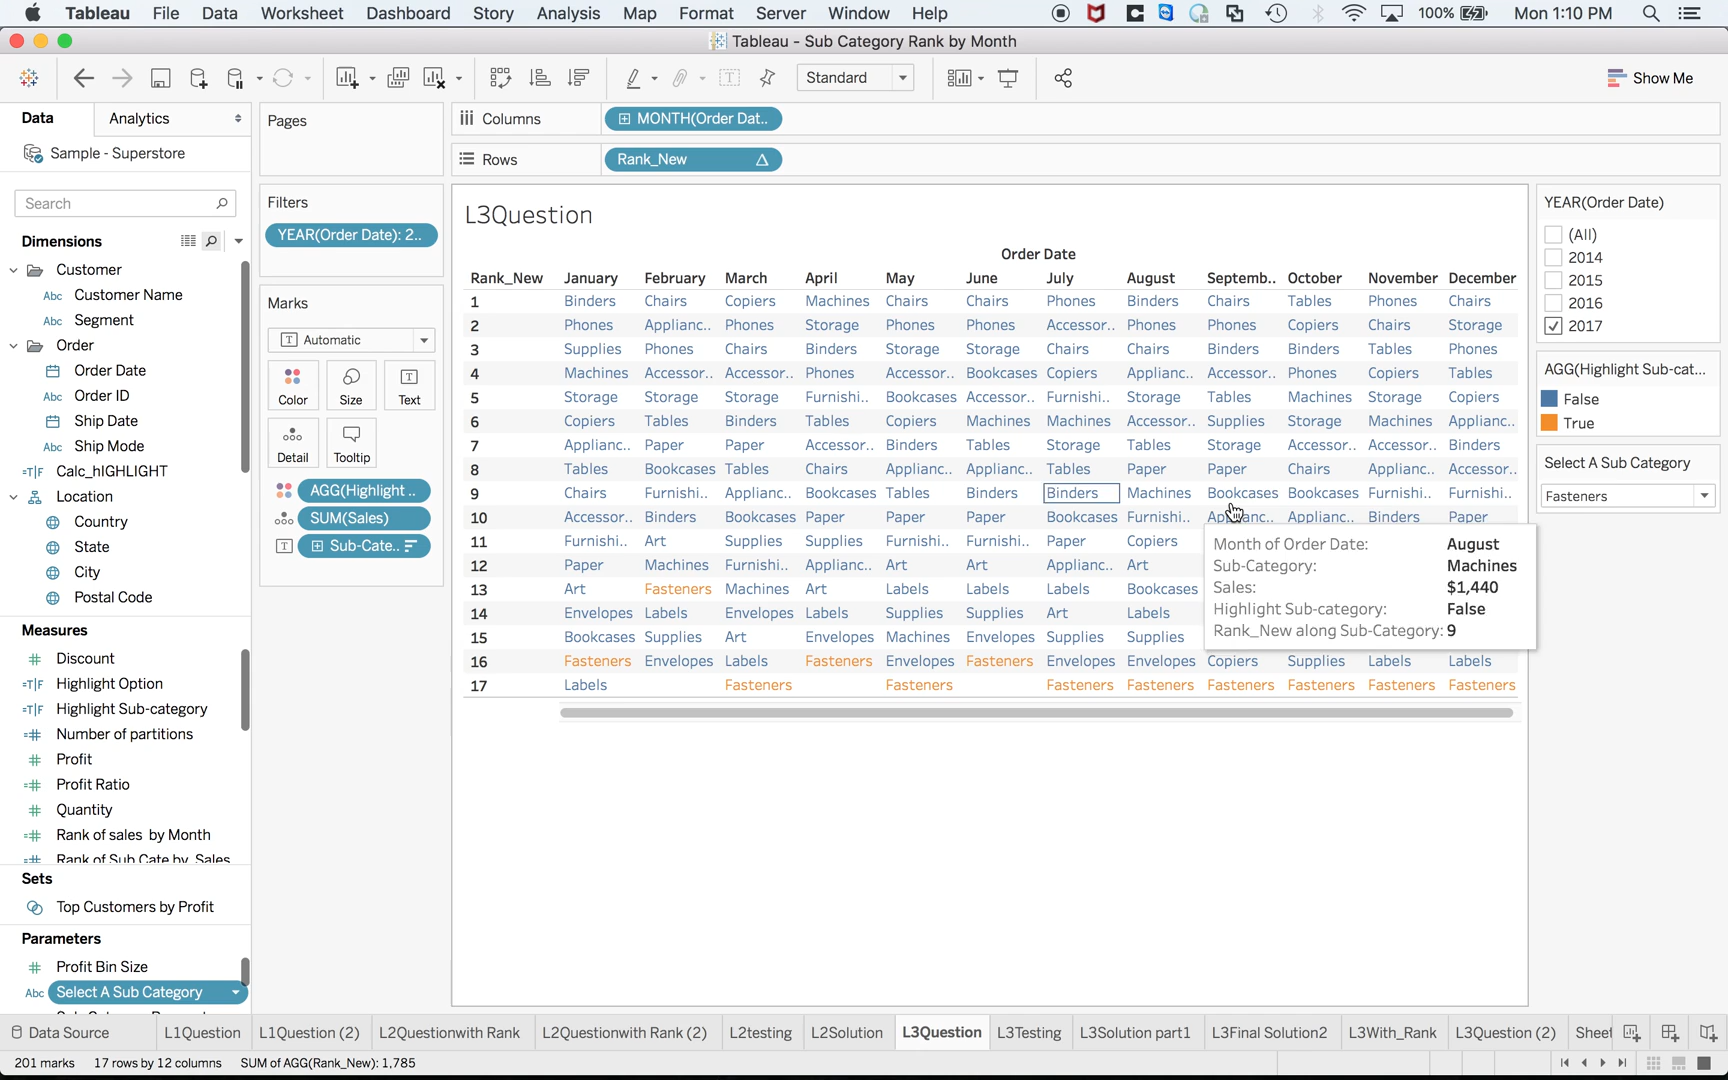 Tableau File Data Worksheet Dashboard Story Analysis Map Format Server Window Help 100% Mon 1:10 PM
Tableau - Sub Category Rank by Month
Standard Show Me
Data Analytics
Sample - Superstore
Search
Dimensions
Customer
Abc Customer Name
Abc Segment
Order
Order Date
Abc Order ID
Ship Date
Abc Ship Mode
=T|F Calc_hIGHLIGHT
Location
Country
State
City
Postal Code
Measures
# Discount
=T|F Highlight Option
=T|F Highlight Sub-category
=# Number of partitions
# Profit
=# Profit Ratio
# Quantity
=# Rank of sales by Month
=# Rank of Sub Cate by Sales
Sets
Top Customers by Profit
Parameters
# Profit Bin Size
Abc Select A Sub Category
Pages
Filters
YEAR(Order Date): 2..
Marks
Automatic
Color Size Text
Detail Tooltip
AGG(Highlight ..
SUM(Sales)
Sub-Cate..
Columns MONTH(Order Dat..
Rows Rank_New
L3Question
Order Date
Rank_New January February March April May June July August Septemb.. October November December
1 Binders Chairs Copiers Machines Chairs Chairs Phones Binders Chairs Tables Phones Chairs
2 Phones Applianc.. Phones Storage Phones Phones Accessor.. Phones Phones Copiers Chairs Storage
3 Supplies Phones Chairs Binders Storage Storage Chairs Chairs Binders Binders Tables Phones
4 Machines Accessor.. Accessor.. Phones Accessor.. Bookcases Copiers Applianc.. Accessor.. Phones Copiers Tables
5 Storage Storage Storage Furnishi.. Bookcases Accessor.. Furnishi.. Storage Tables Machines Storage Copiers
6 Copiers Tables Binders Tables Copiers Machines Machines Accessor.. Supplies Storage Machines Applianc..
7 Applianc.. Paper Paper Accessor.. Binders Tables Storage Tables Storage Accessor.. Accessor.. Binders
8 Tables Bookcases Tables Chairs Applianc.. Applianc.. Tables Paper Paper Chairs Applianc.. Accessor..
9 Chairs Furnishi.. Applianc.. Bookcases Tables Binders Binders Machines Bookcases Bookcases Furnishi.. Furnishi..
10 Accessor.. Binders Bookcases Paper Paper Paper Bookcases Furnishi.. Applianc.. Applianc.. Binders Paper
11 Furnishi.. Art Supplies Supplies Furnishi.. Furnishi.. Paper Copiers
12 Paper Machines Furnishi.. Applianc.. Art Art Applianc.. Art
13 Art Fasteners Machines Art Labels Labels Labels Bookcases
14 Envelopes Labels Envelopes Labels Supplies Supplies Art Labels
15 Bookcases Supplies Art Envelopes Machines Envelopes Supplies Supplies
16 Fasteners Envelopes Labels Fasteners Envelopes Fasteners Envelopes Envelopes Copiers Supplies Labels Labels
17 Labels Fasteners Fasteners Fasteners Fasteners Fasteners Fasteners Fasteners Fasteners
Month of Order Date: August
Sub-Category: Machines
Sales: $1,440
Highlight Sub-category: False
Rank_New along Sub-Category: 9
YEAR(Order Date)
(All)
2014
2015
2016
2017
AGG(Highlight Sub-cat...
False
True
Select A Sub Category
Fasteners
Data Source L1Question L1Question (2) L2Questionwith Rank L2Questionwith Rank (2) L2testing L2Solution L3Question L3Testing L3Solution part1 L3Final Solution2 L3With_Rank L3Question (2) Sheet
201 marks 17 rows by 12 columns SUM of AGG(Rank_New): 1,785